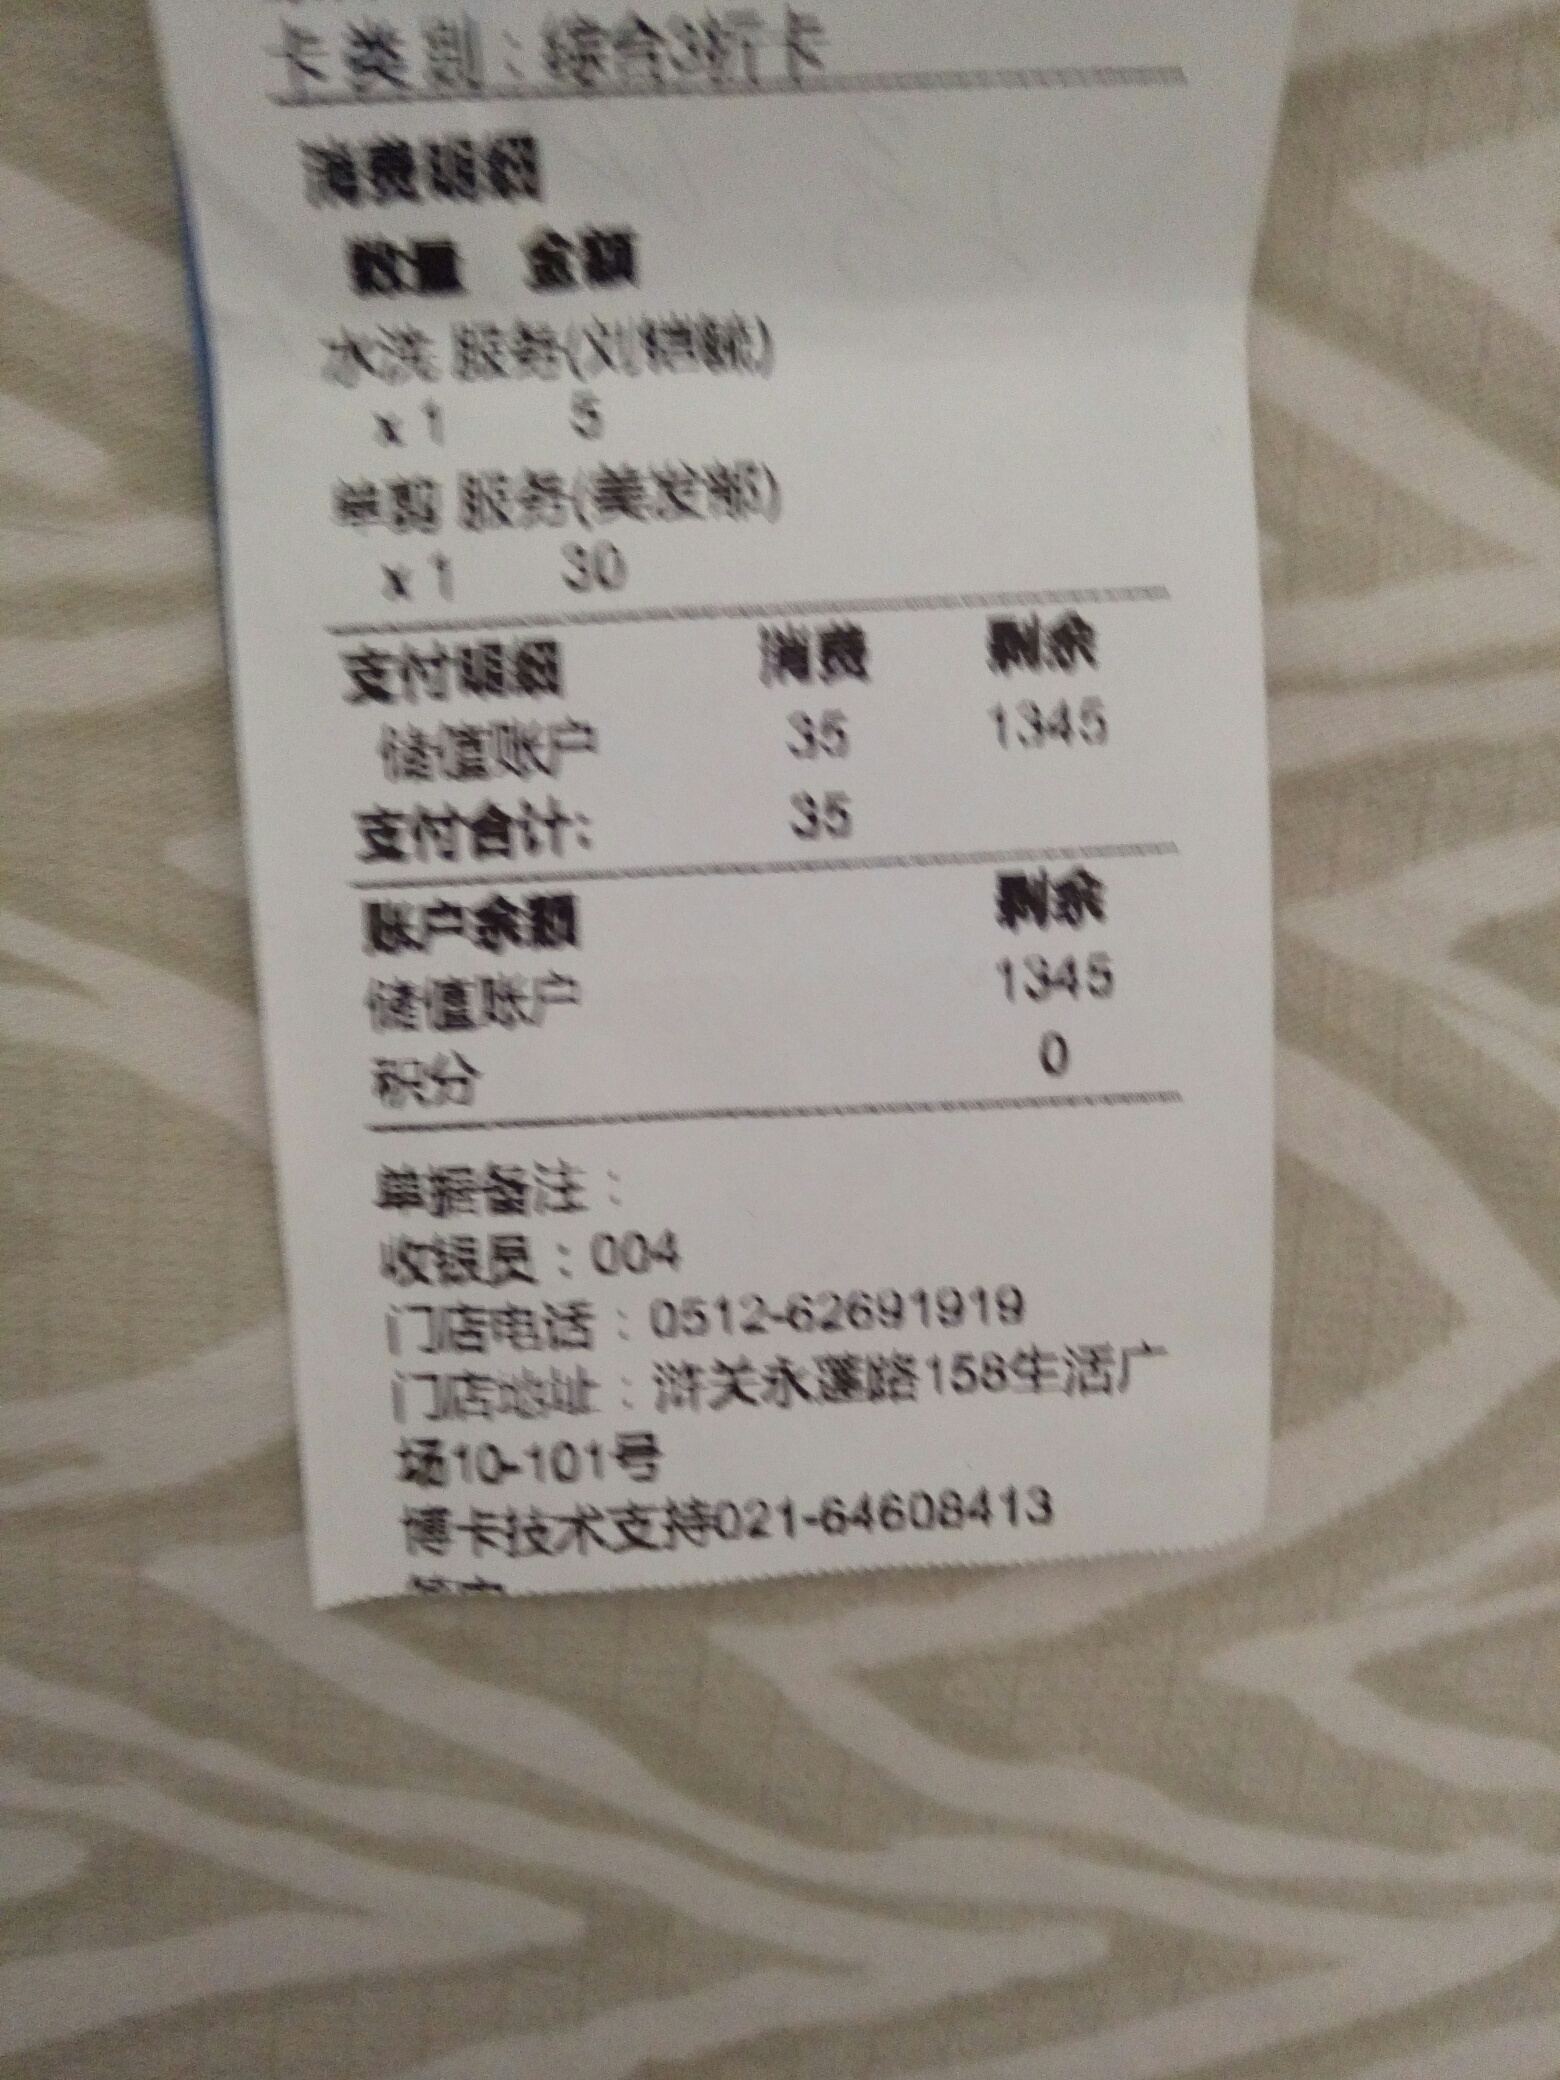 卡类别：综合3折卡
消费明细
数量 金额
水洗 服务(刘
x 1 5
单剪 服务(美发部)
x 1 30
支付明细 消费 剩余
储值账户 35 1345
支付合计: 35
账户余额 剩余
储值账户 1345
积分 0
单据备注：
收银员：004
门店电话：0512-62691919
门店地址：浒关永莲路158生活广
场10-101号
博卡技术支持021-64608413